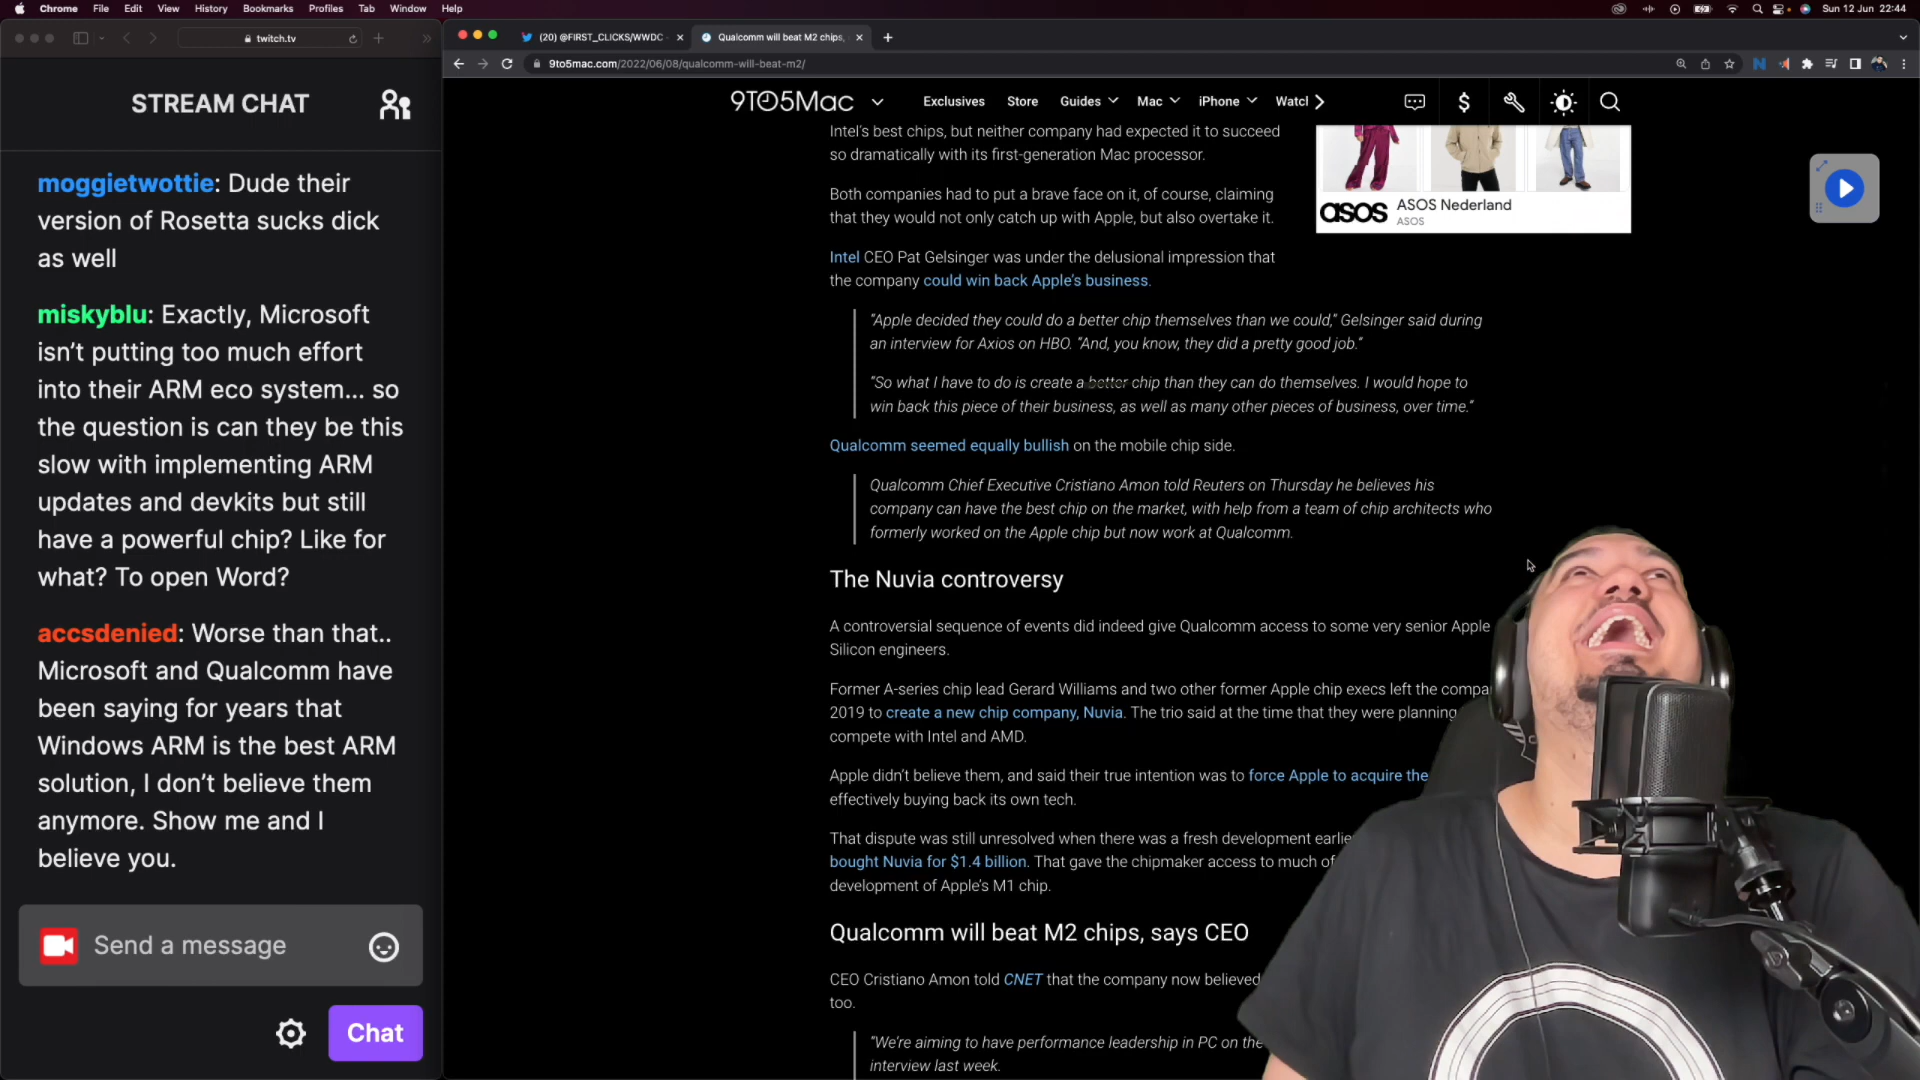 Chrome File Edit View History Bookmarks Profiles Tab Window Help
Sun 12 Jun 22:44
twitch.tv
(20) @FIRST_CLICKS/WWDC
Qualcomm will beat M2 chips,
9to5mac.com/2022/06/08/qualcomm-will-beat-m2/
STREAM CHAT
moggietwottie: Dude their
version of Rosetta sucks dick
as well
miskyblu: Exactly, Microsoft
isn't putting too much effort
into their ARM eco system... so
the question is can they be this
slow with implementing ARM
updates and devkits but still
have a powerful chip? Like for
what? To open Word?
accsdenied: Worse than that..
Microsoft and Qualcomm have
been saying for years that
Windows ARM is the best ARM
solution, I don't believe them
anymore. Show me and I
believe you.
Send a message
Chat
9TO5Mac
Exclusives Store Guides Mac iPhone Watcl
Intel's best chips, but neither company had expected it to succeed
so dramatically with its first-generation Mac processor.
Both companies had to put a brave face on it, of course, claiming
that they would not only catch up with Apple, but also overtake it.
asos
ASOS Nederland
ASOS
Intel CEO Pat Gelsinger was under the delusional impression that
the company could win back Apple's business.
“Apple decided they could do a better chip themselves than we could,” Gelsinger said during
an interview for Axios on HBO. “And, you know, they did a pretty good job.”
“So what I have to do is create a better chip than they can do themselves. I would hope to
win back this piece of their business, as well as many other pieces of business, over time.”
Qualcomm seemed equally bullish on the mobile chip side.
Qualcomm Chief Executive Cristiano Amon told Reuters on Thursday he believes his
company can have the best chip on the market, with help from a team of chip architects who
formerly worked on the Apple chip but now work at Qualcomm.
The Nuvia controversy
A controversial sequence of events did indeed give Qualcomm access to some very senior Apple
Silicon engineers.
Former A-series chip lead Gerard Williams and two other former Apple chip execs left the compa
2019 to create a new chip company, Nuvia. The trio said at the time that they were planning
compete with Intel and AMD.
Apple didn't believe them, and said their true intention was to force Apple to acquire the
effectively buying back its own tech.
That dispute was still unresolved when there was a fresh development earlie
bought Nuvia for $1.4 billion. That gave the chipmaker access to much of
development of Apple's M1 chip.
Qualcomm will beat M2 chips, says CEO
CEO Cristiano Amon told CNET that the company now believed
too.
“We're aiming to have performance leadership in PC on the
interview last week.